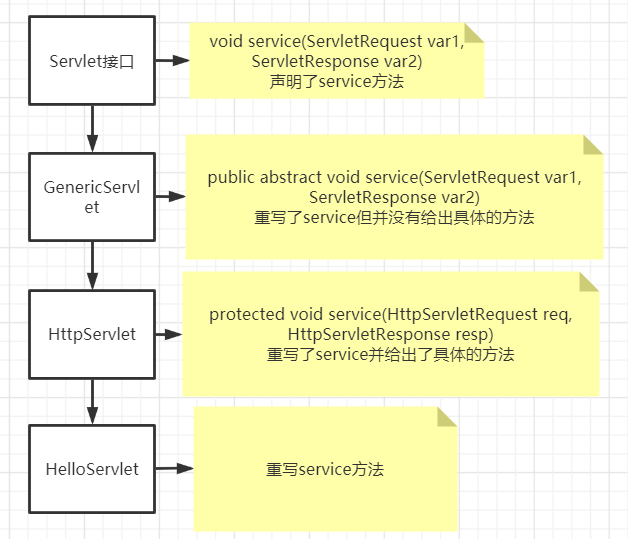 Servlet接口
void service(ServletRequest var1,
ServletResponse var2)
声明了service方法
GenericServl
et
public abstract void service(ServletRequest var1,
ServletResponse var2)
重写了service但并没有给出具体的方法
HttpServlet
protected void service(HttpServletRequest req,
HttpServletResponse resp)
重写了service并给出了具体的方法
HelloServlet
重写service方法